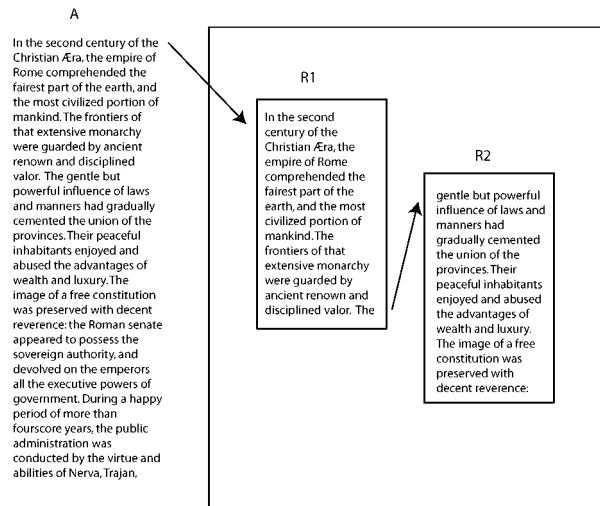 A
In the second century of the
Christian Æra, the empire of
Rome comprehended the
fairest part of the earth, and
the most civilized portion of
mankind. The frontiers of
that extensive monarchy
were guarded by ancient
renown and disciplined
valor. The gentle but
powerful influence of laws
and manners had gradually
cemented the union of the
provinces. Their peaceful
inhabitants enjoyed and
abused the advantages of
wealth and luxury. The
image of a free constitution
was preserved with decent
reverence: the Roman senate
appeared to possess the
sovereign authority, and
devolved on the emperors
all the executive powers of
government. During a happy
period of more than
fourscore years, the public
administration was
conducted by the virtue and
abilities of Nerva, Trajan,
R1
In the second
century of the
Christian Æra, the
empire of Rome
comprehended the
fairest part of the
earth, and the most
civilized portion of
mankind. The
frontiers of that
extensive monarchy
were guarded by
ancient renown and
disciplined valor. The
R2
gentle but powerful
influence of laws and
manners had
gradually cemented
the union of the
provinces. Their
peaceful inhabitants
enjoyed and abused
the advantages of
wealth and luxury.
The image of a free
constitution was
preserved with
decent reverence: